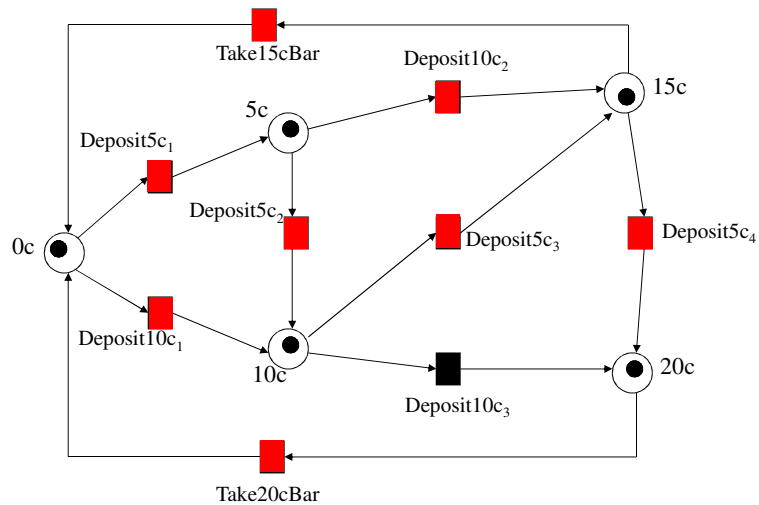 Take15cBar
Deposit10c₂
15c
5c
Deposit5c₁
Deposit5c₂
0c
Deposit5c₃
Deposit5c₄
Deposit10c₁
10c
20c
Deposit10c₃
Take20cBar